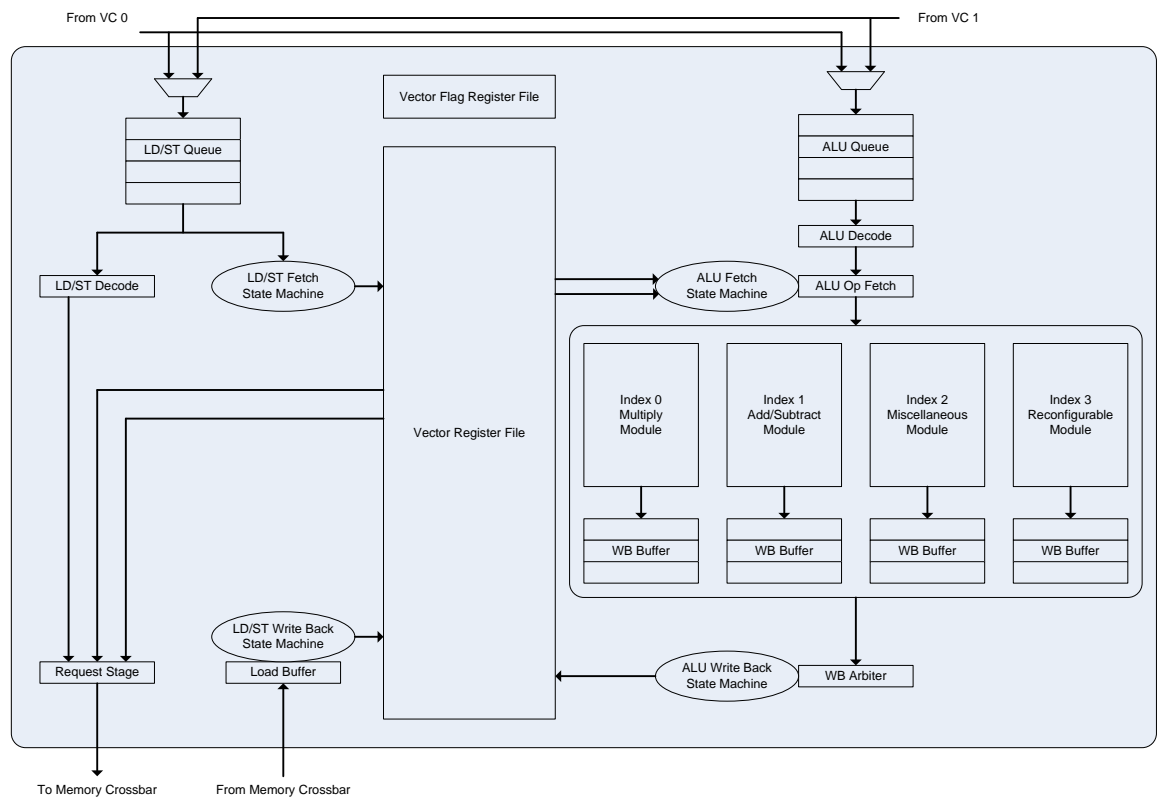 From VC 0
From VC 1
Vector Flag Register File
LD/ST Queue
ALU Queue
ALU Decode
LD/ST Decode
LD/ST Fetch
State Machine
ALU Fetch
State Machine
ALU Op Fetch
Vector Register File
Index 0
Multiply
Module
Index 1
Add/Subtract
Module
Index 2
Miscellaneous
Module
Index 3
Reconfigurable
Module
WB Buffer
WB Buffer
WB Buffer
WB Buffer
LD/ST Write Back
State Machine
Request Stage
Load Buffer
ALU Write Back
State Machine
WB Arbiter
To Memory Crossbar
From Memory Crossbar